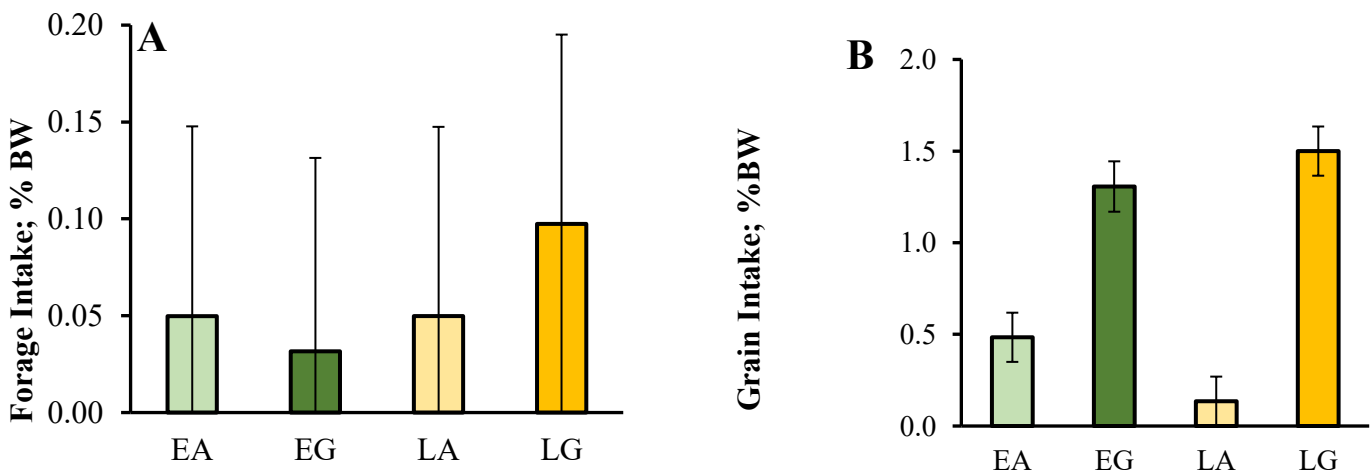 A
Forage Intake; % BW
0.20
0.15
0.10
0.05
0.00
EA EG LA LG
B
Grain Intake; %BW
2.0
1.5
1.0
0.5
0.0
EA EG LA LG